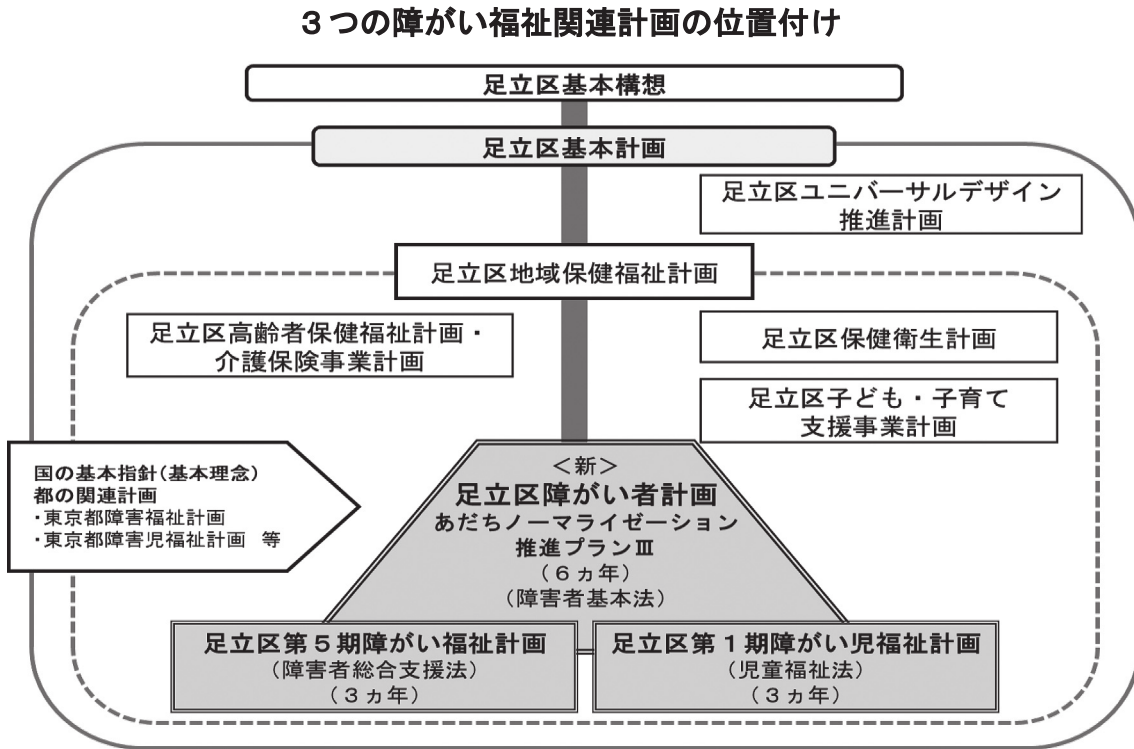 ３つの障がい福祉関連計画の位置付け
足立区基本構想
足立区基本計画
足立区ユニバーサルデザイン
推進計画
足立区地域保健福祉計画
足立区高齢者保健福祉計画・
介護保険事業計画
足立区保健衛生計画
足立区子ども・子育て
支援事業計画
国の基本指針（基本理念）
都の関連計画
・東京都障害福祉計画
・東京都障害児福祉計画　等
＜新＞
足立区障がい者計画
あだちノーマライゼーション
推進プランⅢ
（６ヵ年）
（障害者基本法）
足立区第５期障がい福祉計画
（障害者総合支援法）
（３ヵ年）
足立区第１期障がい児福祉計画
（児童福祉法）
（３ヵ年）